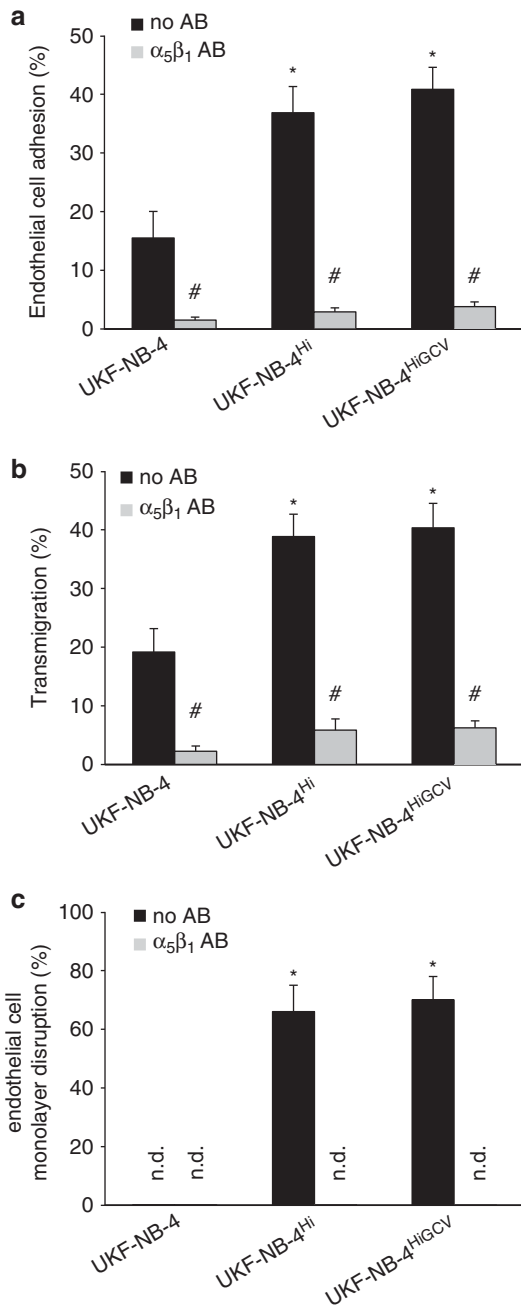 a
no AB
α5β1 AB
Endothelial cell adhesion (%)
50
40
30
20
10
0
*
*
#
#
#
UKF-NB-4
UKF-NB-4Hi
UKF-NB-4HiGCV
b
no AB
α5β1 AB
Transmigration (%)
50
40
30
20
10
0
*
*
#
#
#
UKF-NB-4
UKF-NB-4Hi
UKF-NB-4HiGCV
c
no AB
α5β1 AB
endothelial cell
monolayer disruption (%)
100
80
60
40
20
0
*
*
n.d.
n.d.
n.d.
n.d.
UKF-NB-4
UKF-NB-4Hi
UKF-NB-4HiGCV